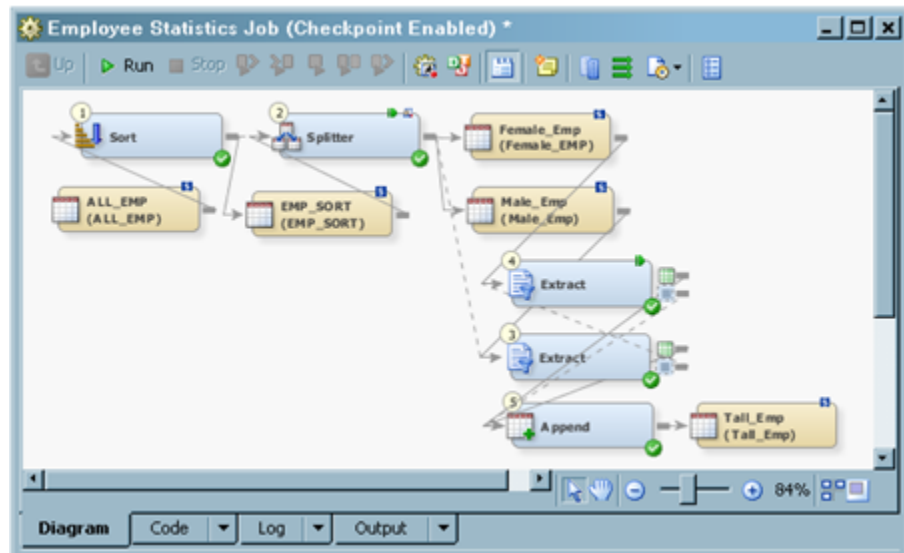 Employee Statistics Job (Checkpoint Enabled) *
Up Run Stop
1
Sort
2
Splitter
Female_Emp
(Female_EMP)
ALL_EMP
(ALL_EMP)
EMP_SORT
(EMP_SORT)
Male_Emp
(Male_Emp)
4
Extract
3
Extract
5
Append
Tall_Emp
(Tall_Emp)
84%
Diagram Code Log Output